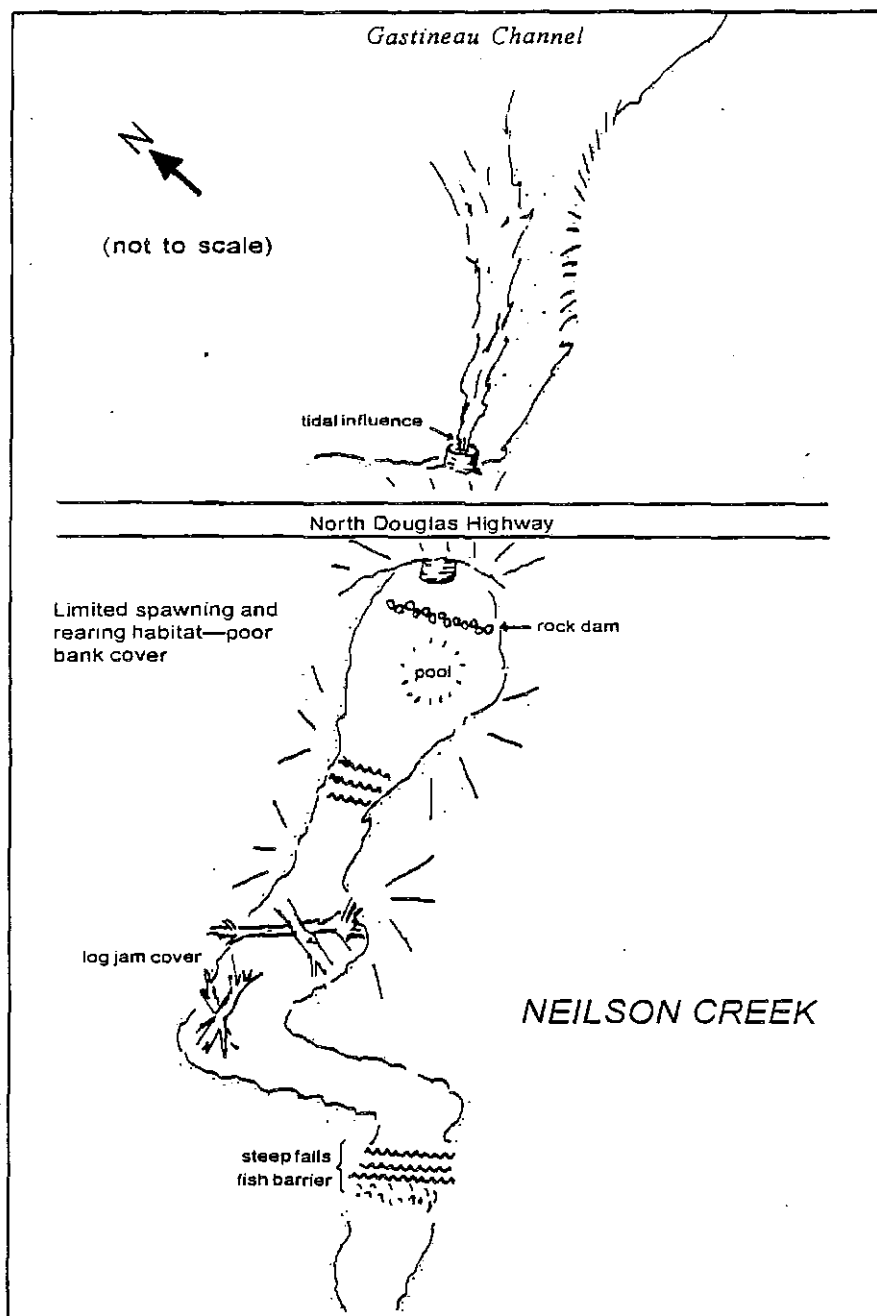 Gastineau Channel
N
(not to scale)
tidal influence
North Douglas Highway
Limited spawning and
rearing habitat—poor
bank cover
rock dam
pool
log jam cover
NEILSON CREEK
steep falls
fish barrier